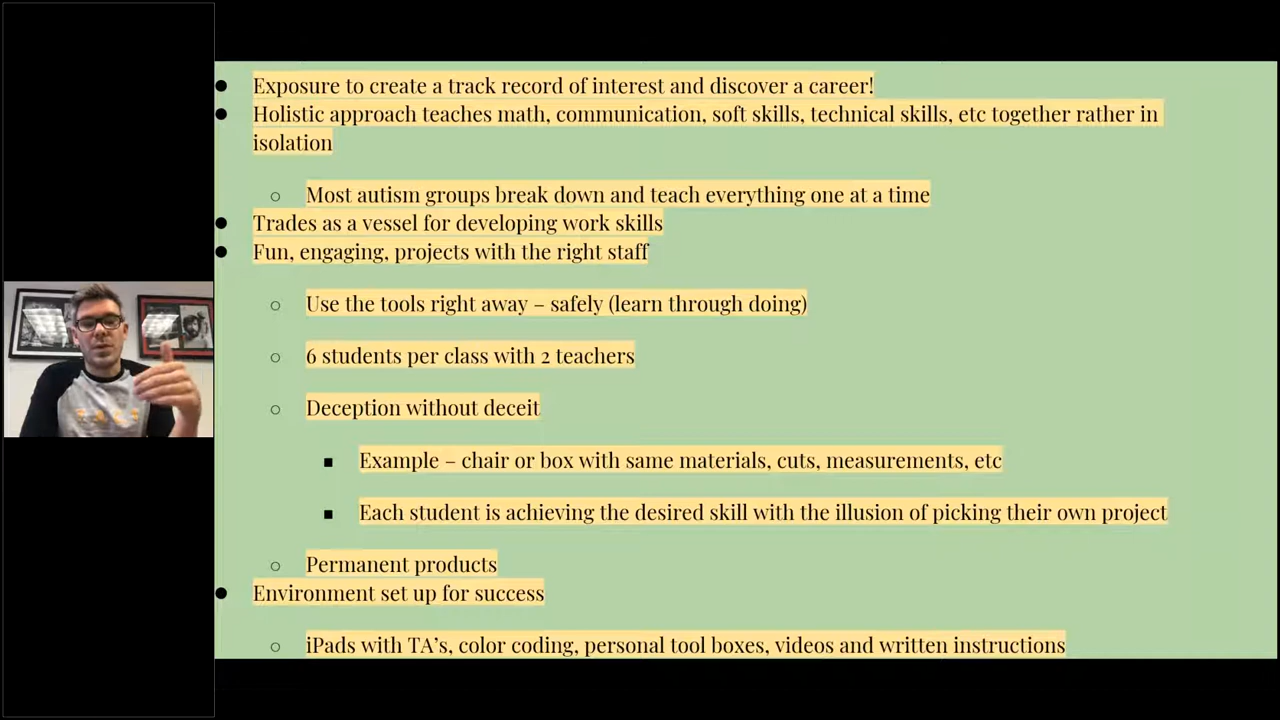 ● Exposure to create a track record of interest and discover a career!
● Holistic approach teaches math, communication, soft skills, technical skills, etc together rather in
isolation
○ Most autism groups break down and teach everything one at a time
● Trades as a vessel for developing work skills
● Fun, engaging, projects with the right staff
○ Use the tools right away – safely (learn through doing)
○ 6 students per class with 2 teachers
○ Deception without deceit
■ Example – chair or box with same materials, cuts, measurements, etc
■ Each student is achieving the desired skill with the illusion of picking their own project
○ Permanent products
● Environment set up for success
○ iPads with TA’s, color coding, personal tool boxes, videos and written instructions